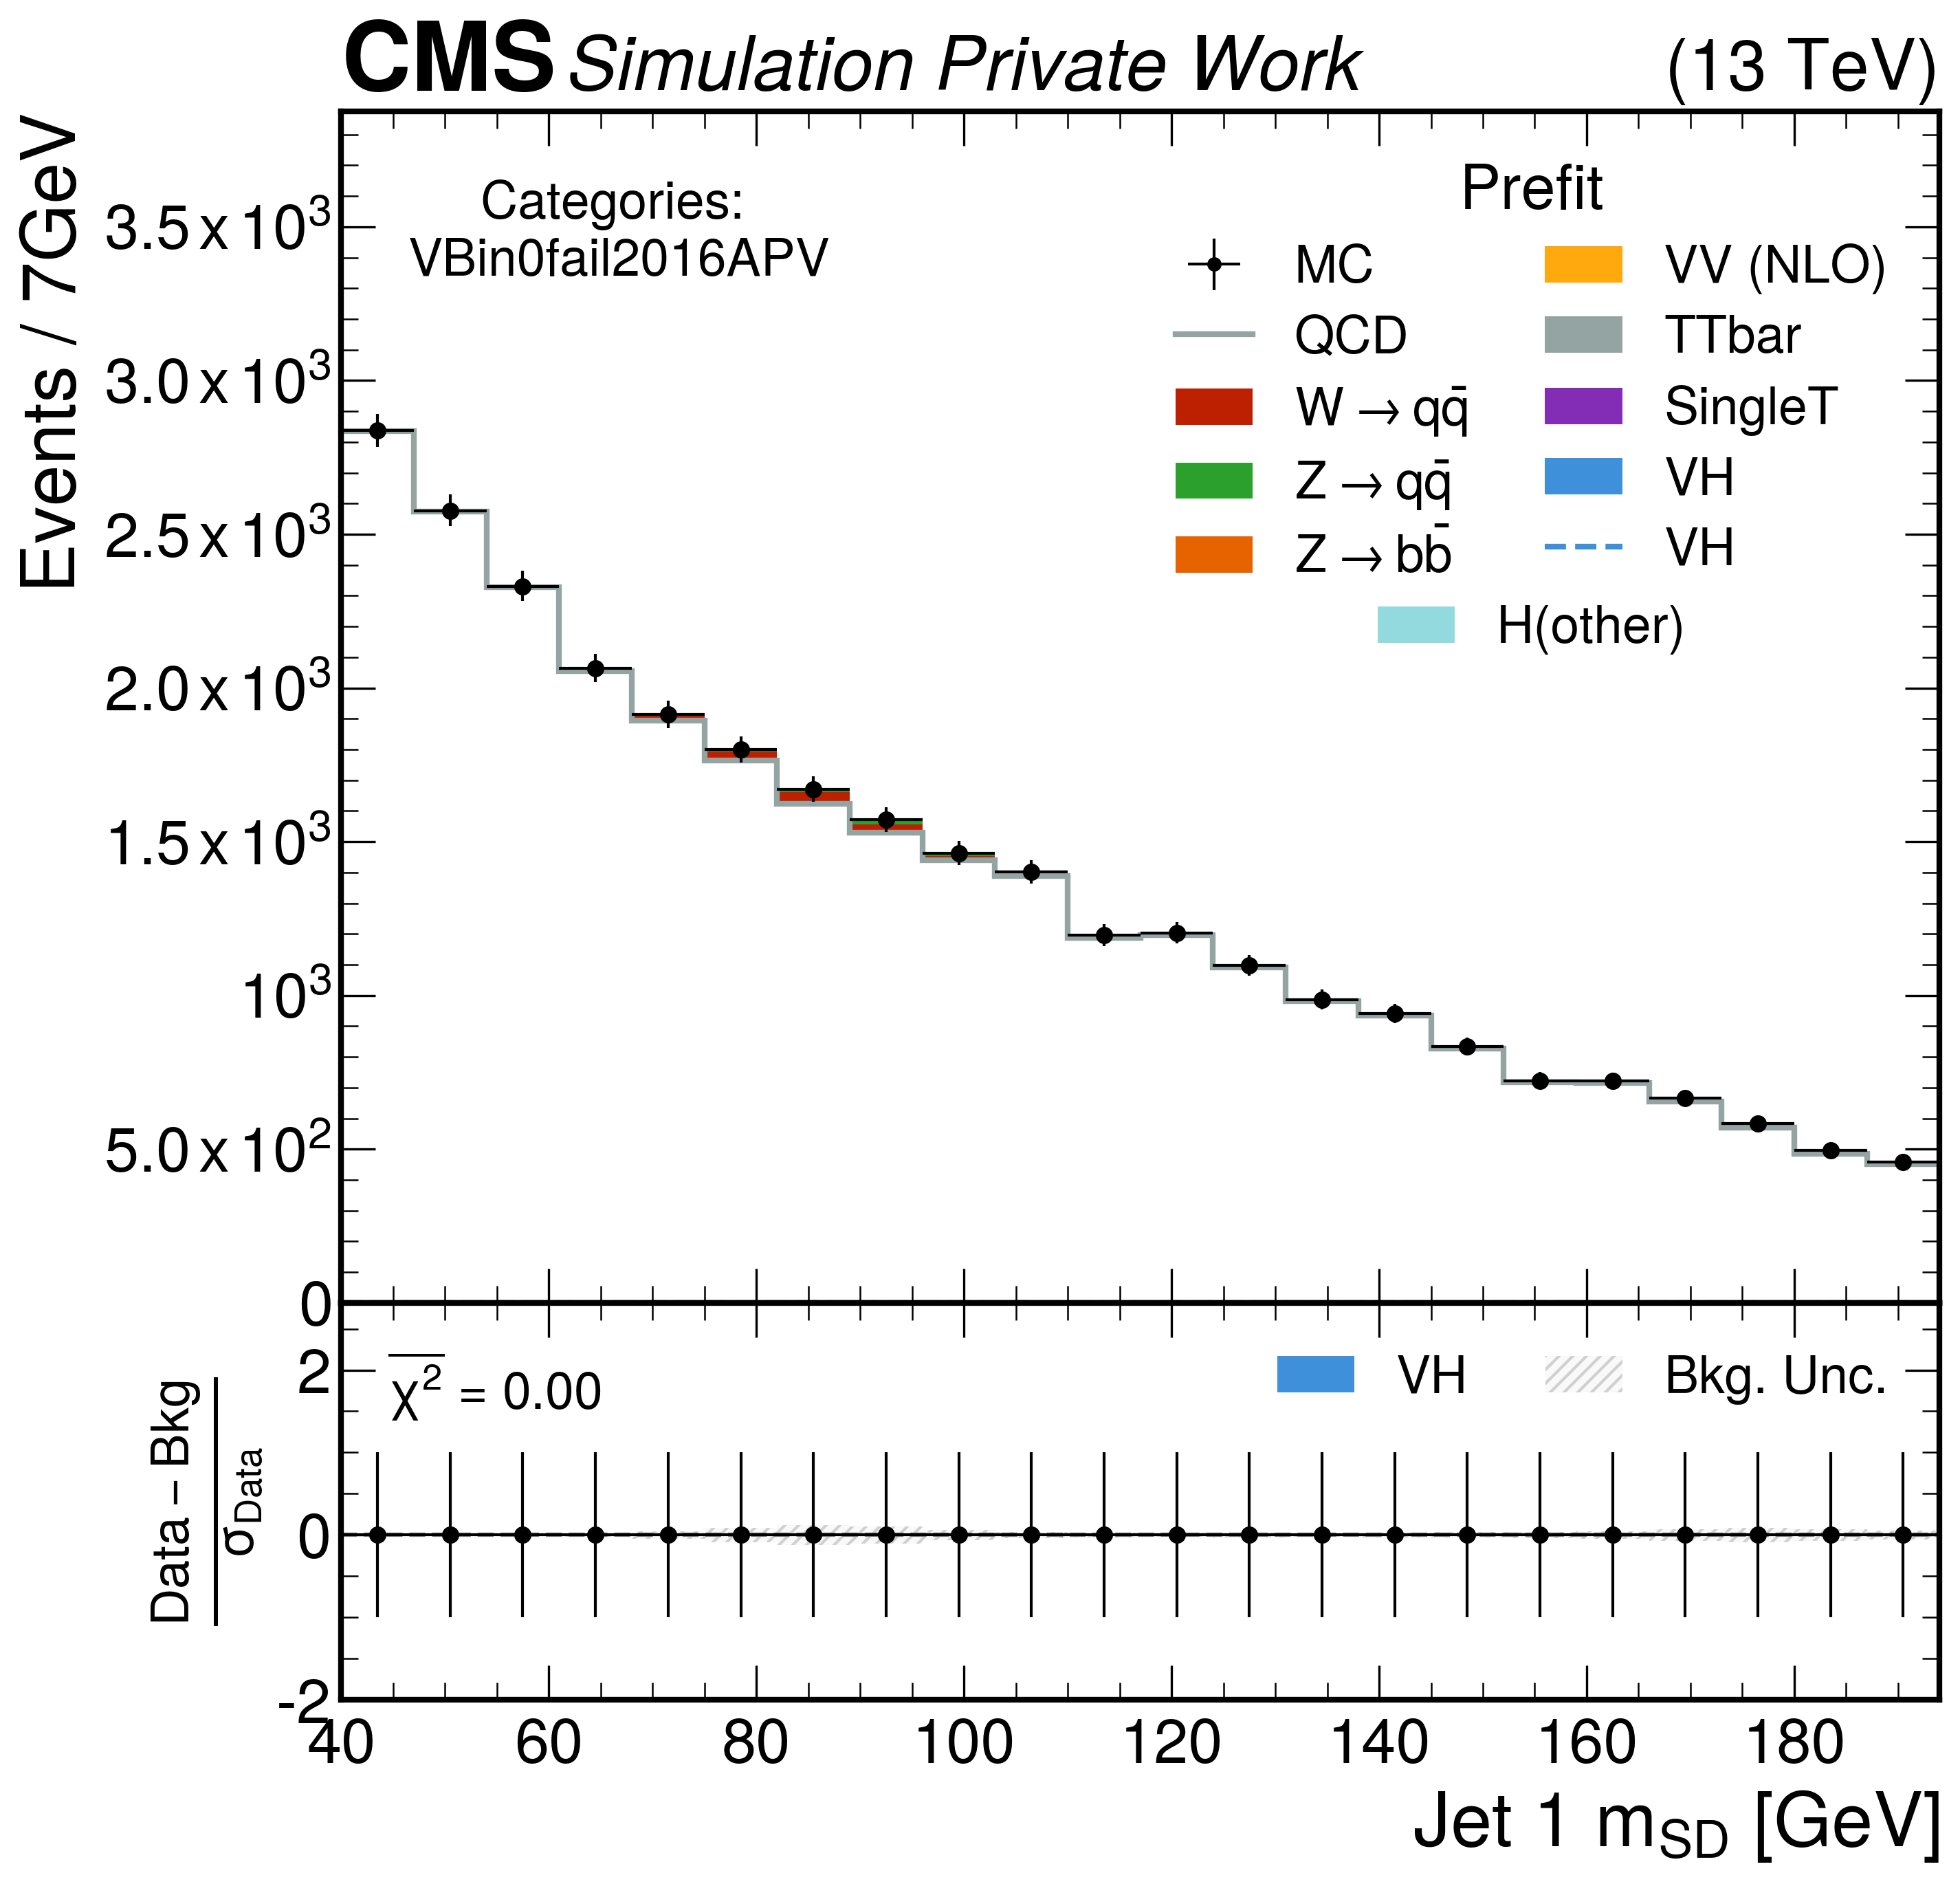 CMS Simulation Private Work (13 TeV)
Events / 7GeV
Categories:
VBin0fail2016APV
Prefit
MC
QCD
W → qq̄
Z → qq̄
Z → bb̄
VV (NLO)
TTbar
SingleT
VH
VH
H(other)
3.5 x 10³
3.0 x 10³
2.5 x 10³
2.0 x 10³
1.5 x 10³
10³
5.0 x 10²
0
Data – Bkg
σ_Data
χ² = 0.00
VH
Bkg. Unc.
2
0
-2
40 60 80 100 120 140 160 180
Jet 1 m_SD [GeV]